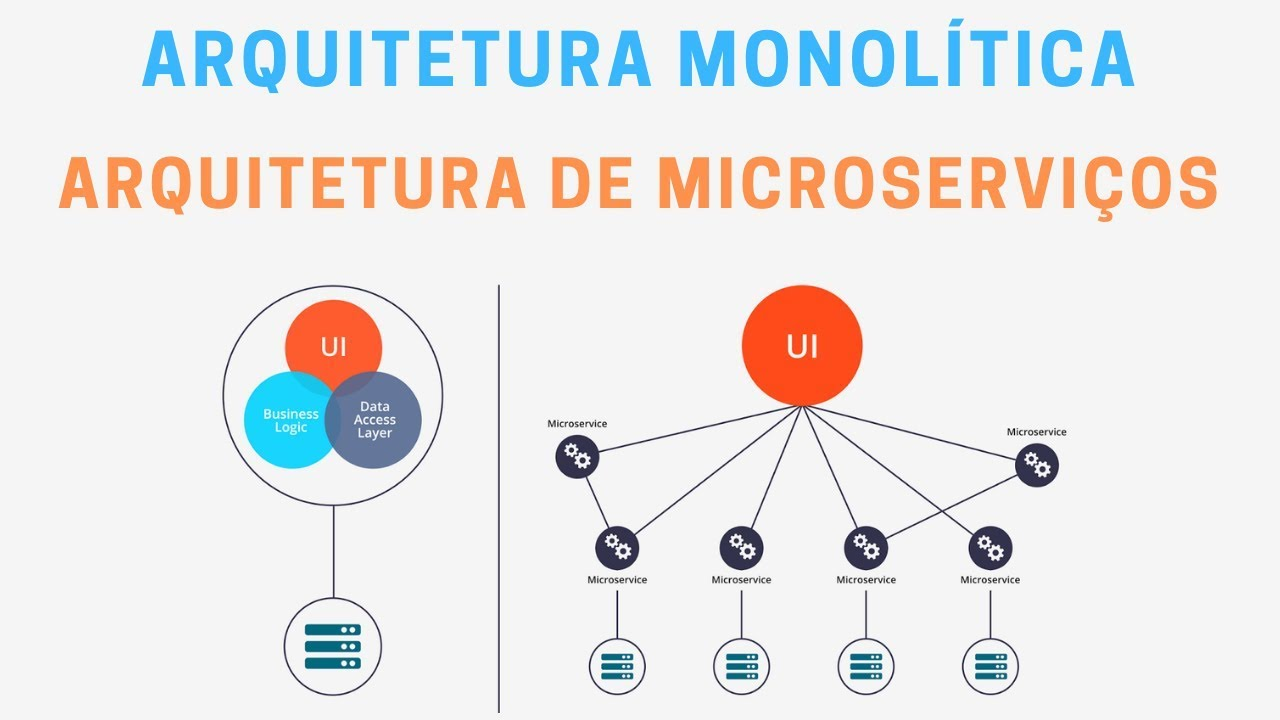 ARQUITETURA MONOLÍTICA
ARQUITETURA DE MICROSERVIÇOS
UI
Business
Logic
Data
Access
Layer
UI
Microservice
Microservice
Microservice
Microservice
Microservice
Microservice